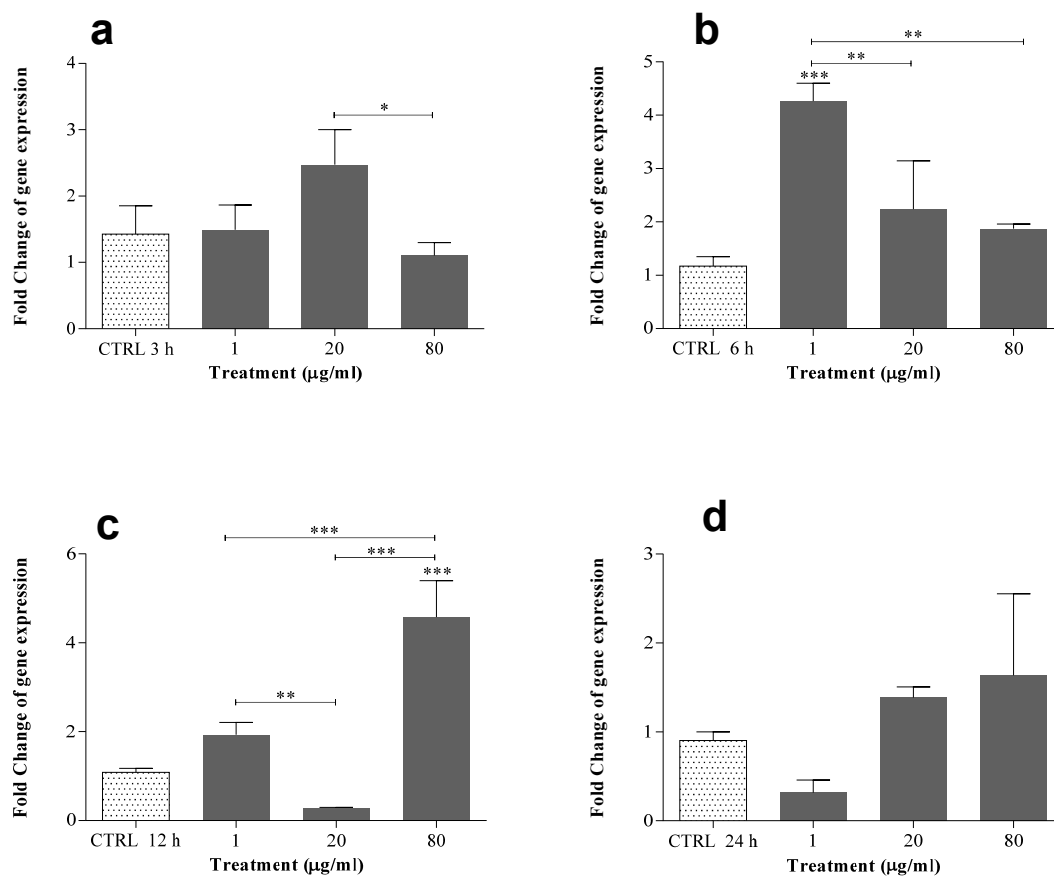 a
Fold Change of gene expression
4
3
2
1
0
*
CTRL 3 h 1 20 80
Treatment (µg/ml)
b
Fold Change of gene expression
5
4
3
2
1
0
**
**
***
CTRL 6 h 1 20 80
Treatment (µg/ml)
c
Fold Change of gene expression
6
4
2
0
***
***
***
**
CTRL 12 h 1 20 80
Treatment (µg/ml)
d
Fold Change of gene expression
3
2
1
0
CTRL 24 h 1 20 80
Treatment (µg/ml)